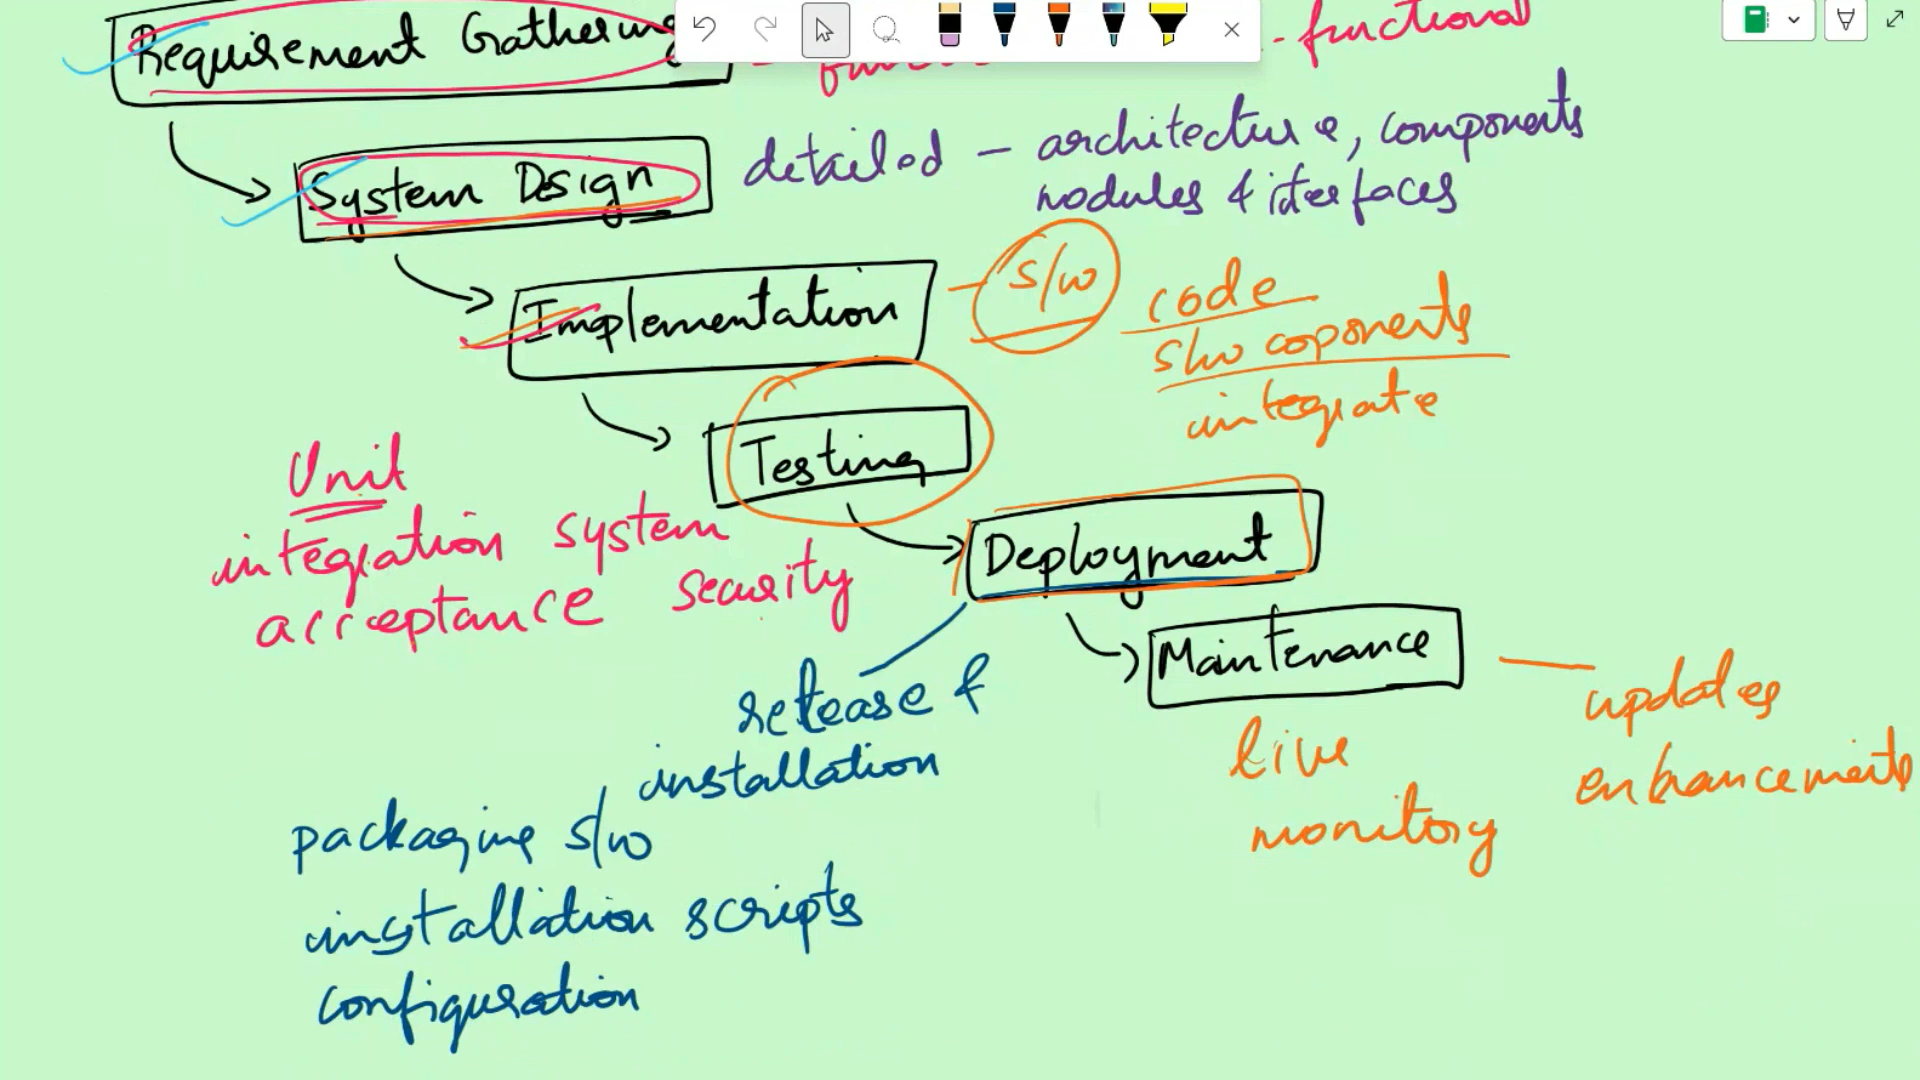 Requirement Gathering
- functional
System Design
detailed - architecture, components
modules & interfaces
Implementation
- s/w
code
s/w coponents
integrate
Testing
Unit
integration system
acceptance security
Deployment
release &
installation
packaging s/w
installation scripts
configuration
Maintenance
updates
enhancements
live
monitory